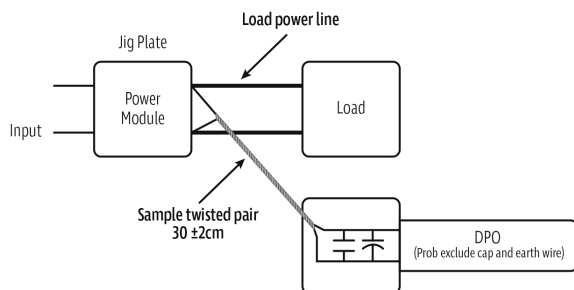 Load power line
Jig Plate
Power
Module
Load
Input
Sample twisted pair
30 ±2cm
DPO
(Prob exclude cap and earth wire)